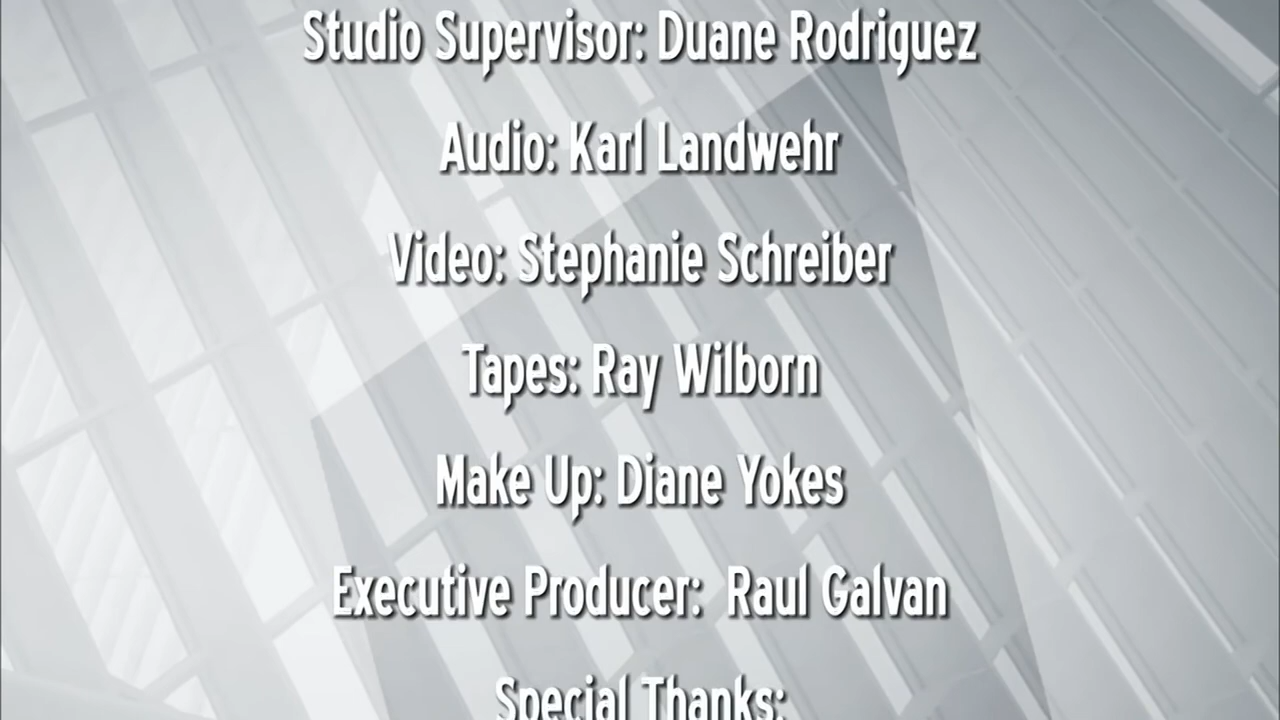 Studio Supervisor: Duane Rodriguez
Audio: Karl Landwehr
Video: Stephanie Schreiber
Tapes: Ray Wilborn
Make Up: Diane Yokes
Executive Producer:  Raul Galvan
Special Thanks: